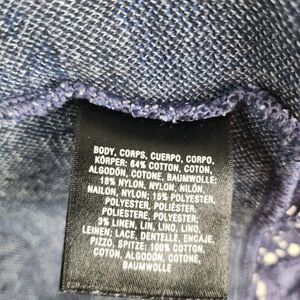 BODY, CORPS, CUERPO, CORPO,
KÖRPER: 64% COTTON, COTON,
ALGODÓN, COTONE, BAUMWOLLE;
18% NYLON, NYLON, NILÓN,
NAILON, NYLON; 15% POLYESTER,
POLYESTER, POLIÉSTER,
POLIESTERE, POLYESTER;
3% LINEN, LIN, LINO, LINO,
LEINEN; LACE, DENTELLE, ENCAJE,
PIZZO, SPITZE: 100% COTTON,
COTON, ALGODÓN, COTONE,
BAUMWOLLE